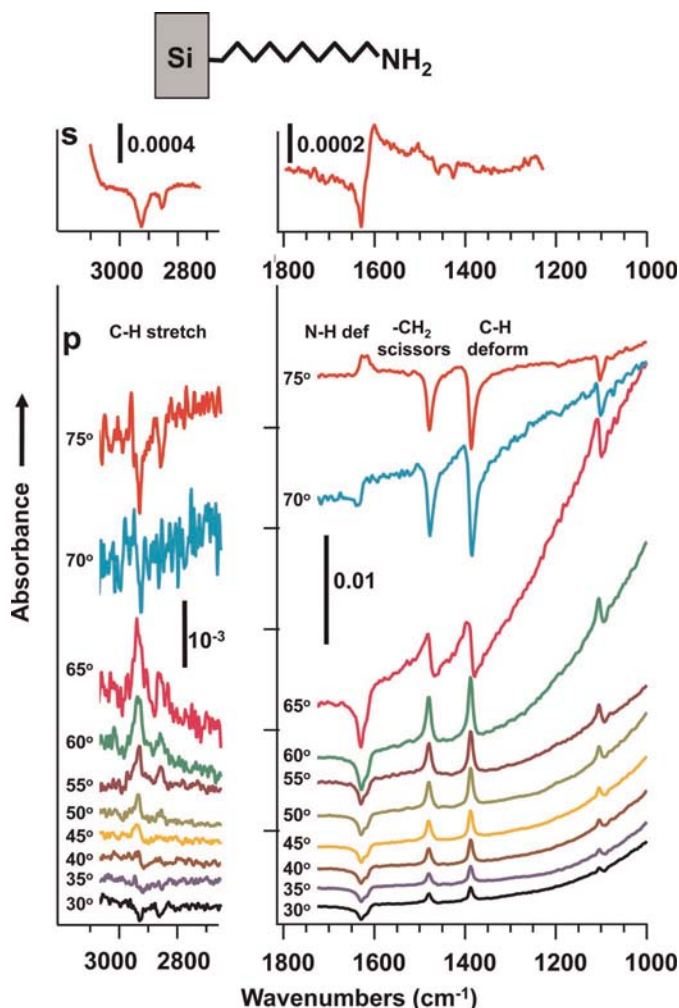 Si NH2
s 0.0004 0.0002
3000 2800 1800 1600 1400 1200 1000
p C-H stretch N-H def -CH2 scissors C-H deform
75o 75o
70o 70o
0.01
10-3
65o 65o
60o 60o
55o 55o
50o 50o
45o 45o
40o 40o
35o 35o
30o 30o
3000 2800 1800 1600 1400 1200 1000
Absorbance
Wavenumbers (cm-1)